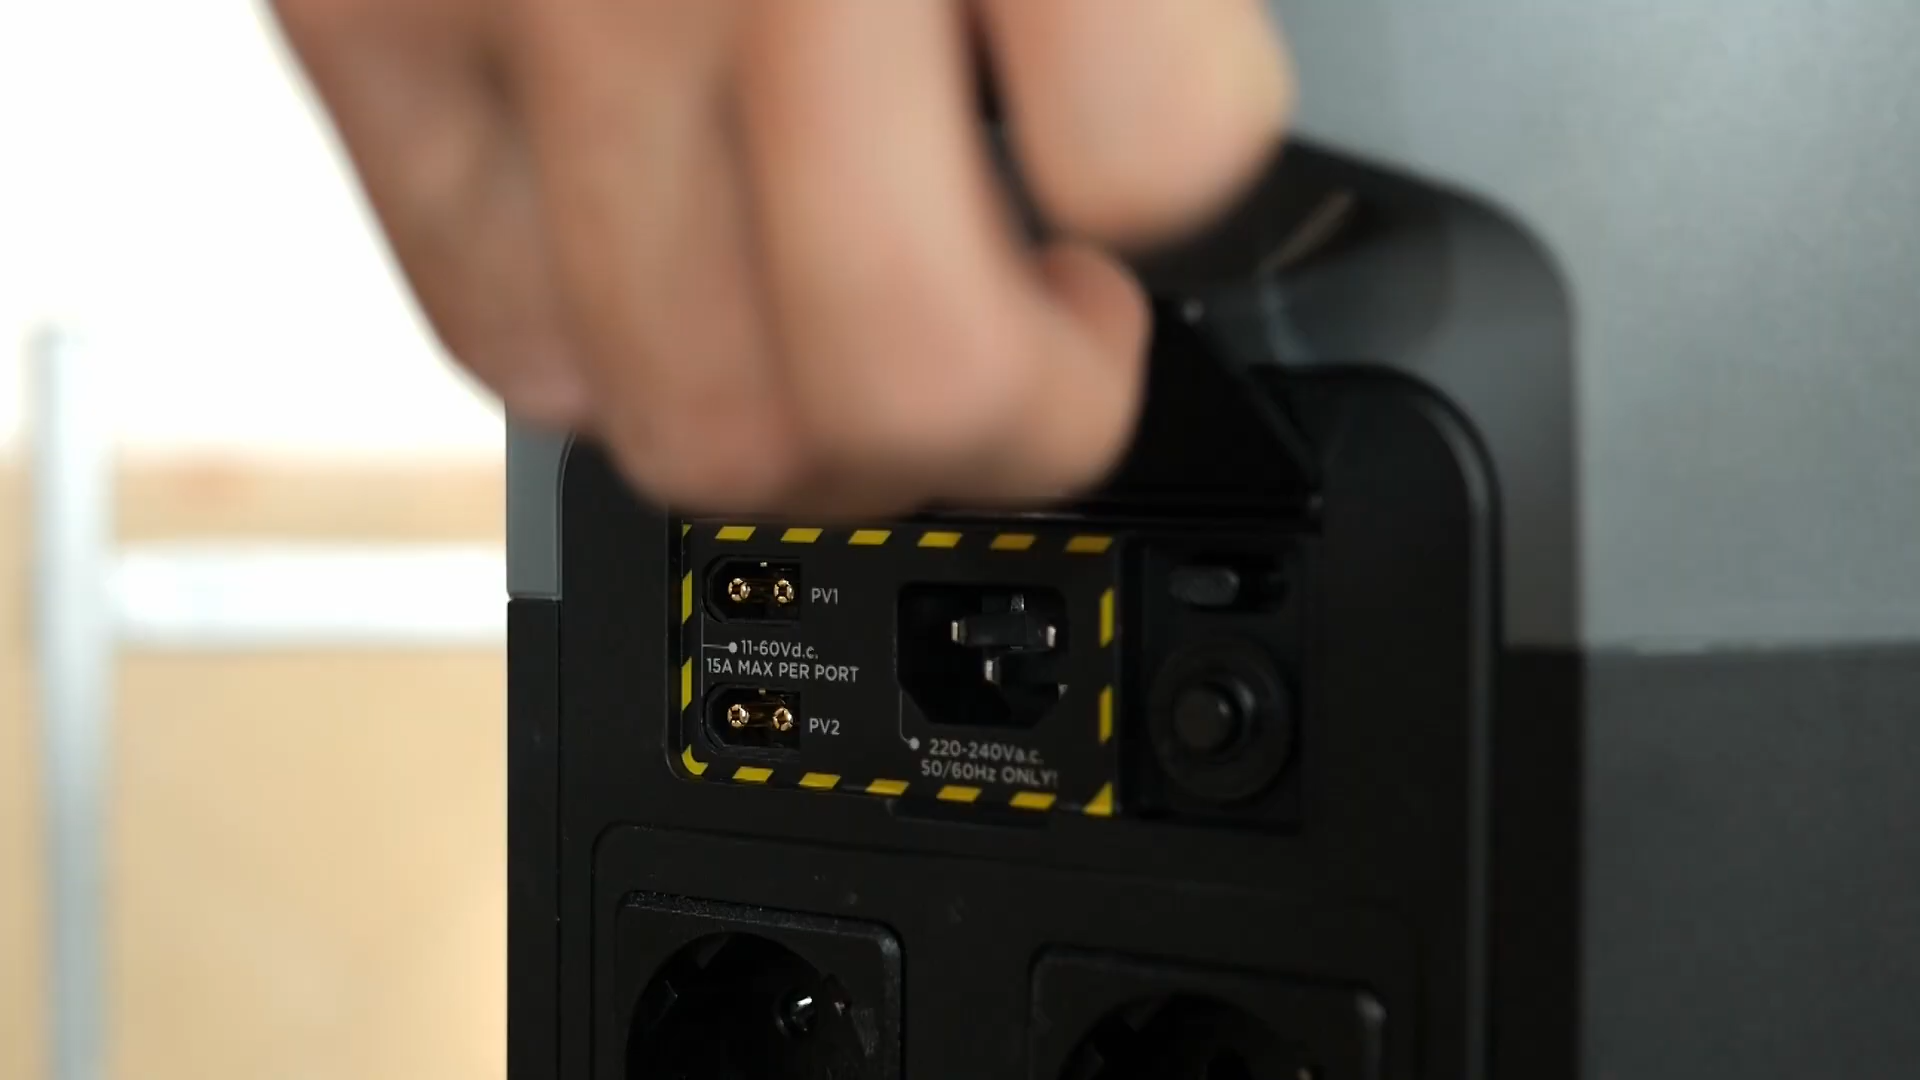 PV1
11-60Vd.c.
15A MAX PER PORT
PV2
220-240Va.c.
50/60Hz ONLY!